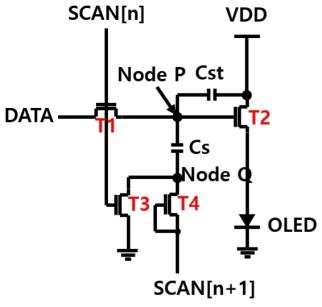 SCAN[n]
VDD
Node P
Cst
DATA
T1
T2
Cs
Node Q
T3
T4
OLED
SCAN[n+1]